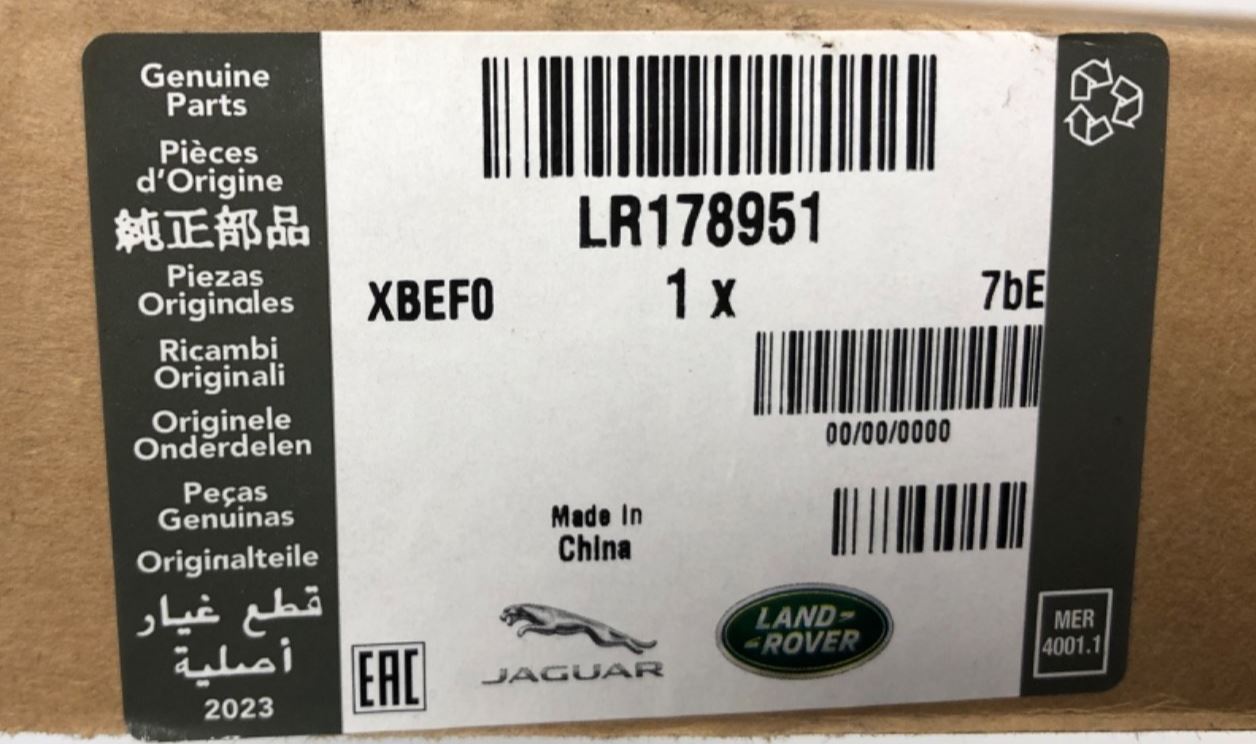 Genuine
Parts
Pièces
d'Origine
純正部品
Piezas
Originales
Ricambi
Originali
Originele
Onderdelen
Peças
Genuinas
Originalteile
قطع غيار
أصلية
2023
LR178951
XBEF0 1 x 7bE
00/00/0000
Made in
China
EAC
JAGUAR
LAND-
-ROVER
MER
4001.1